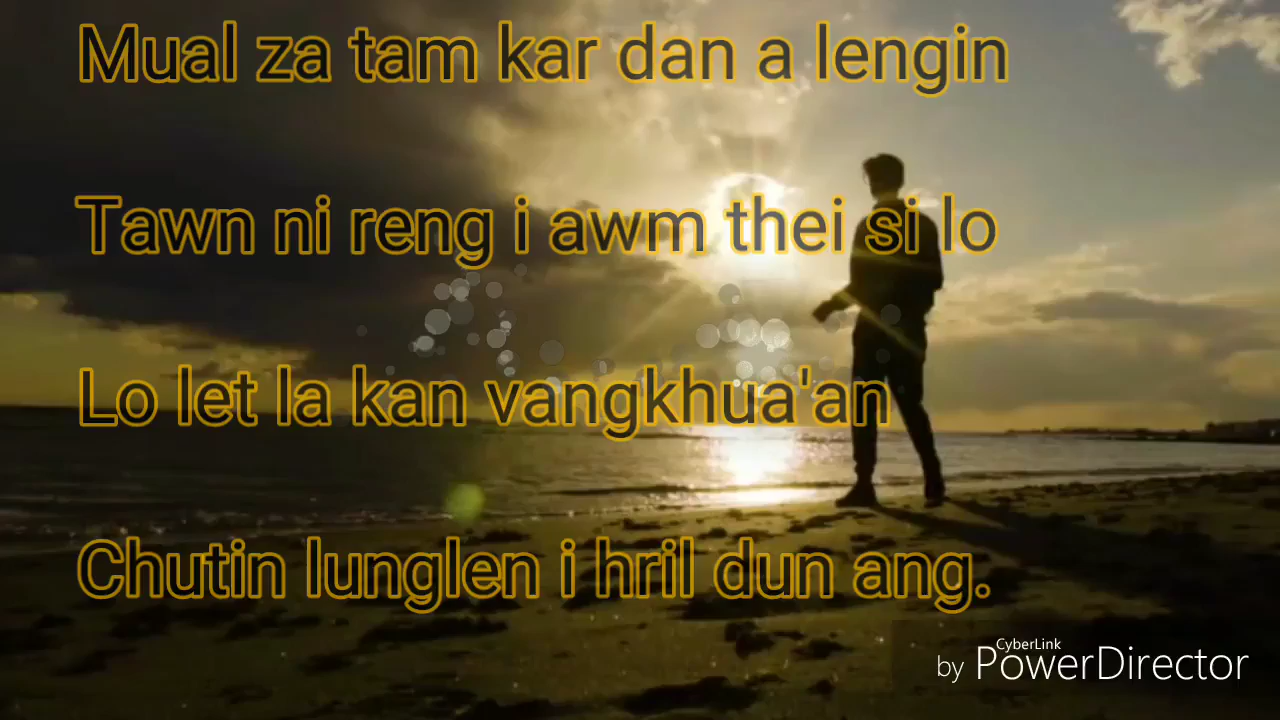 Mual za tam kar dan a lengin
Tawn ni reng i awm thei si lo
Lo let la kan vangkhua'an
Chutin lunglen i hril dun ang.
CyberLink
by PowerDirector